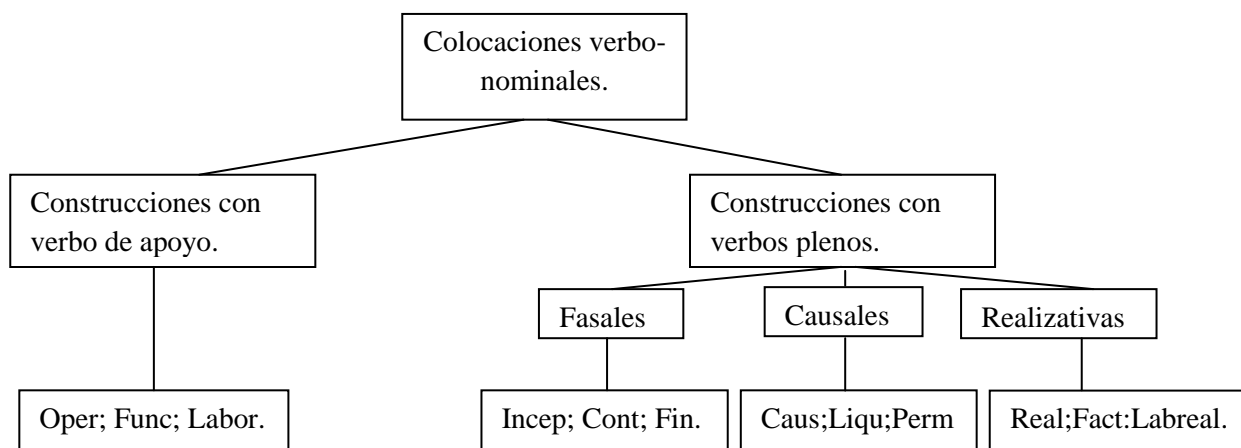 Colocaciones verbo-
nominales.
Construcciones con
verbo de apoyo.
Construcciones con
verbos plenos.
Fasales
Causales
Realizativas
Oper; Func; Labor.
Incep; Cont; Fin.
Caus;Liqu;Perm
Real;Fact:Labreal.